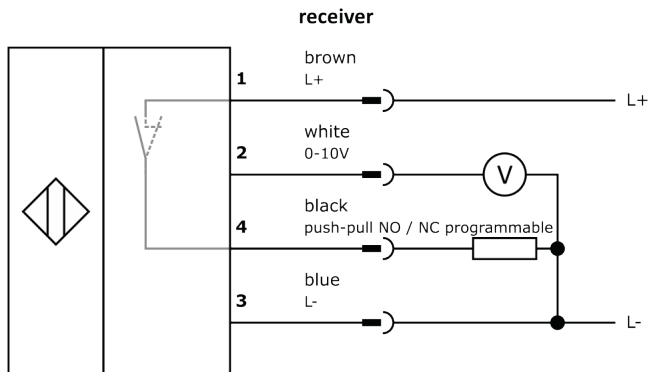 receiver
brown
1 L+
L+
white
2 0-10V
V
black
4 push-pull NO / NC programmable
blue
3 L-
L-